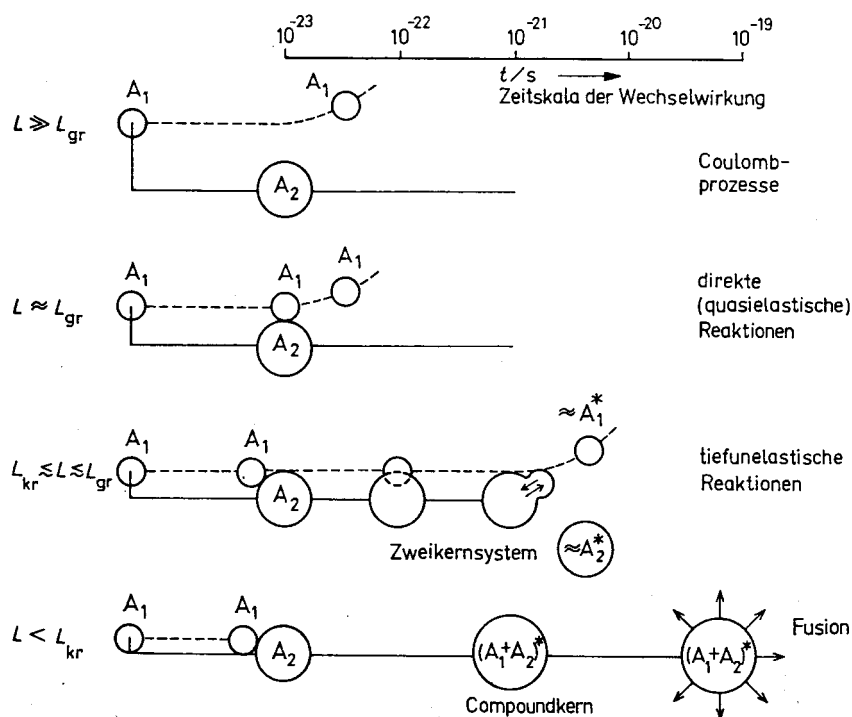 10⁻²³ 10⁻²² 10⁻²¹ 10⁻²⁰ 10⁻¹⁹
t/s
Zeitskala der Wechselwirkung
L ≫ L_gr
A₁
A₁
A₂
Coulomb-
prozesse
L ≈ L_gr
A₁
A₁
A₁
A₂
direkte
(quasielastische)
Reaktionen
L_kr ≲ L ≲ L_gr
A₁
A₁
A₂
≈A₁*
tiefunelastische
Reaktionen
Zweikernsystem
≈A₂*
L < L_kr
A₁
A₁
A₂
(A₁+A₂)*
(A₁+A₂)*
Fusion
Compoundkern